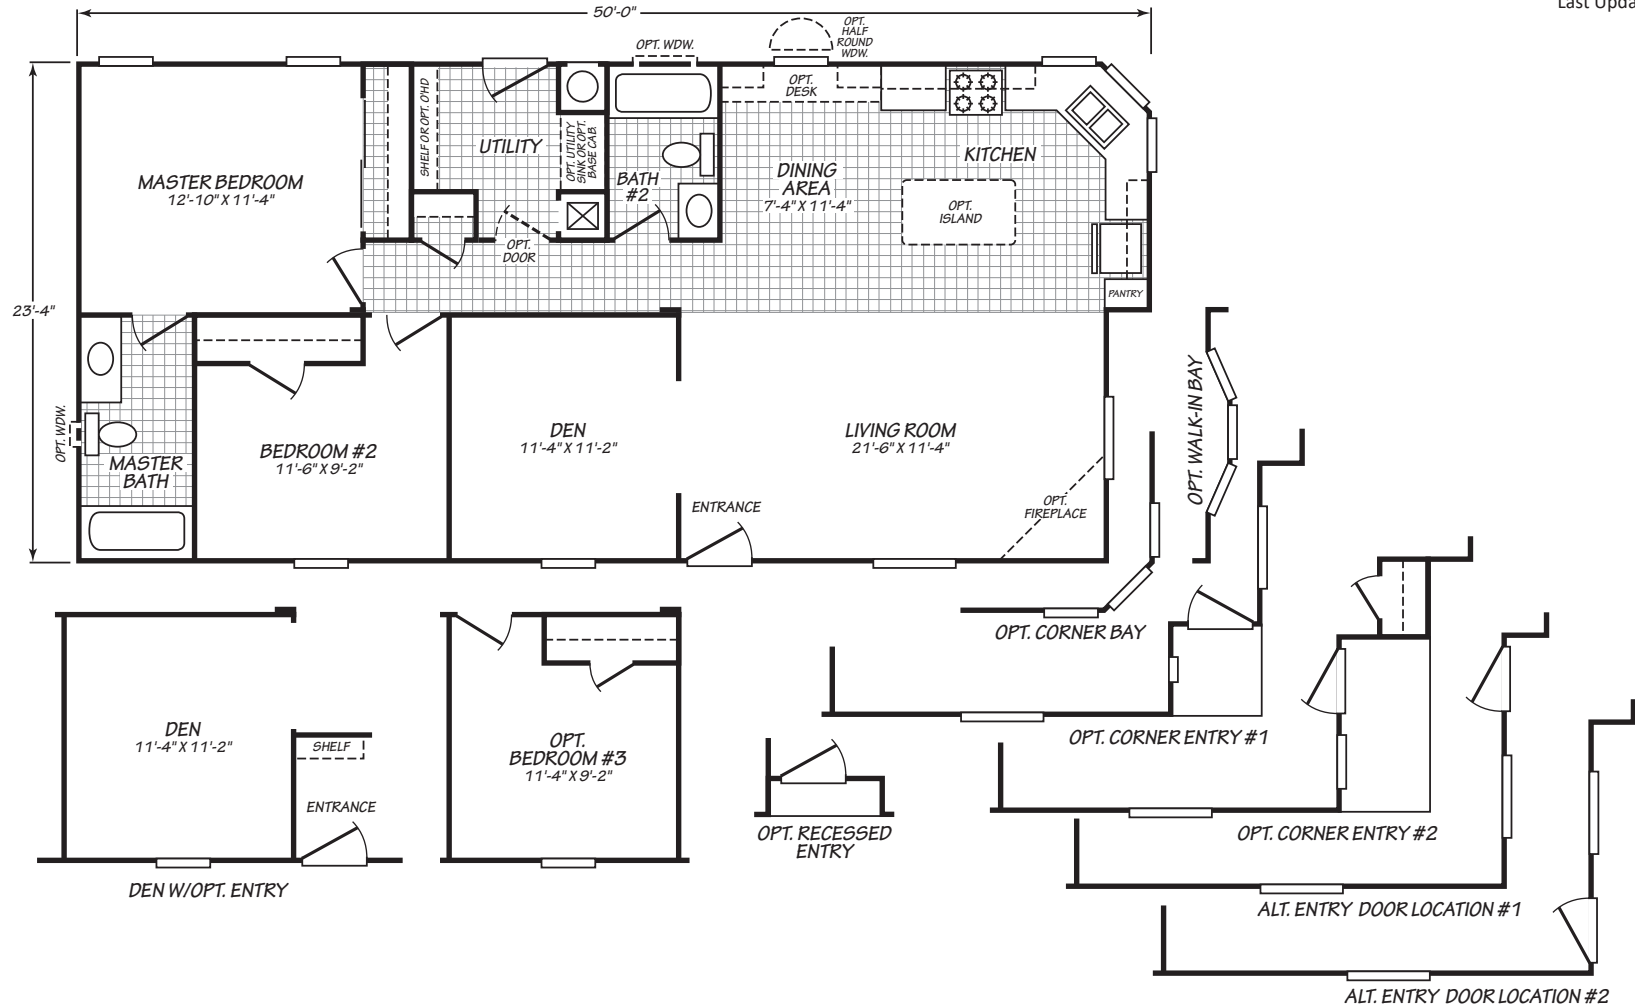 Last Upda
50'-0"
OPT.
HALF
ROUND
WDW.
OPT. WDW.
OPT.
DESK
SHELF OR OPT. O'HD
UTILITY
OPT. UTILITY
SINK OR OPT.
BASE CAB.
MASTER BEDROOM
12'-10" X 11'-4"
BATH
#2
DINING
AREA
7'-4" X 11'-4"
KITCHEN
OPT.
ISLAND
OPT.
DOOR
PANTRY
23'-4"
OPT. WDW.
MASTER
BATH
BEDROOM #2
11'-6" X 9'-2"
DEN
11'-4" X 11'-2"
LIVING ROOM
21'-6" X 11'-4"
ENTRANCE
OPT.
FIREPLACE
OPT. WALK-IN BAY
OPT. CORNER BAY
DEN
11'-4" X 11'-2"
SHELF
ENTRANCE
DEN W/OPT. ENTRY
OPT.
BEDROOM #3
11'-4" X 9'-2"
OPT. RECESSED
ENTRY
OPT. CORNER ENTRY #1
OPT. CORNER ENTRY #2
ALT. ENTRY DOOR LOCATION #1
ALT. ENTRY DOOR LOCATION #2